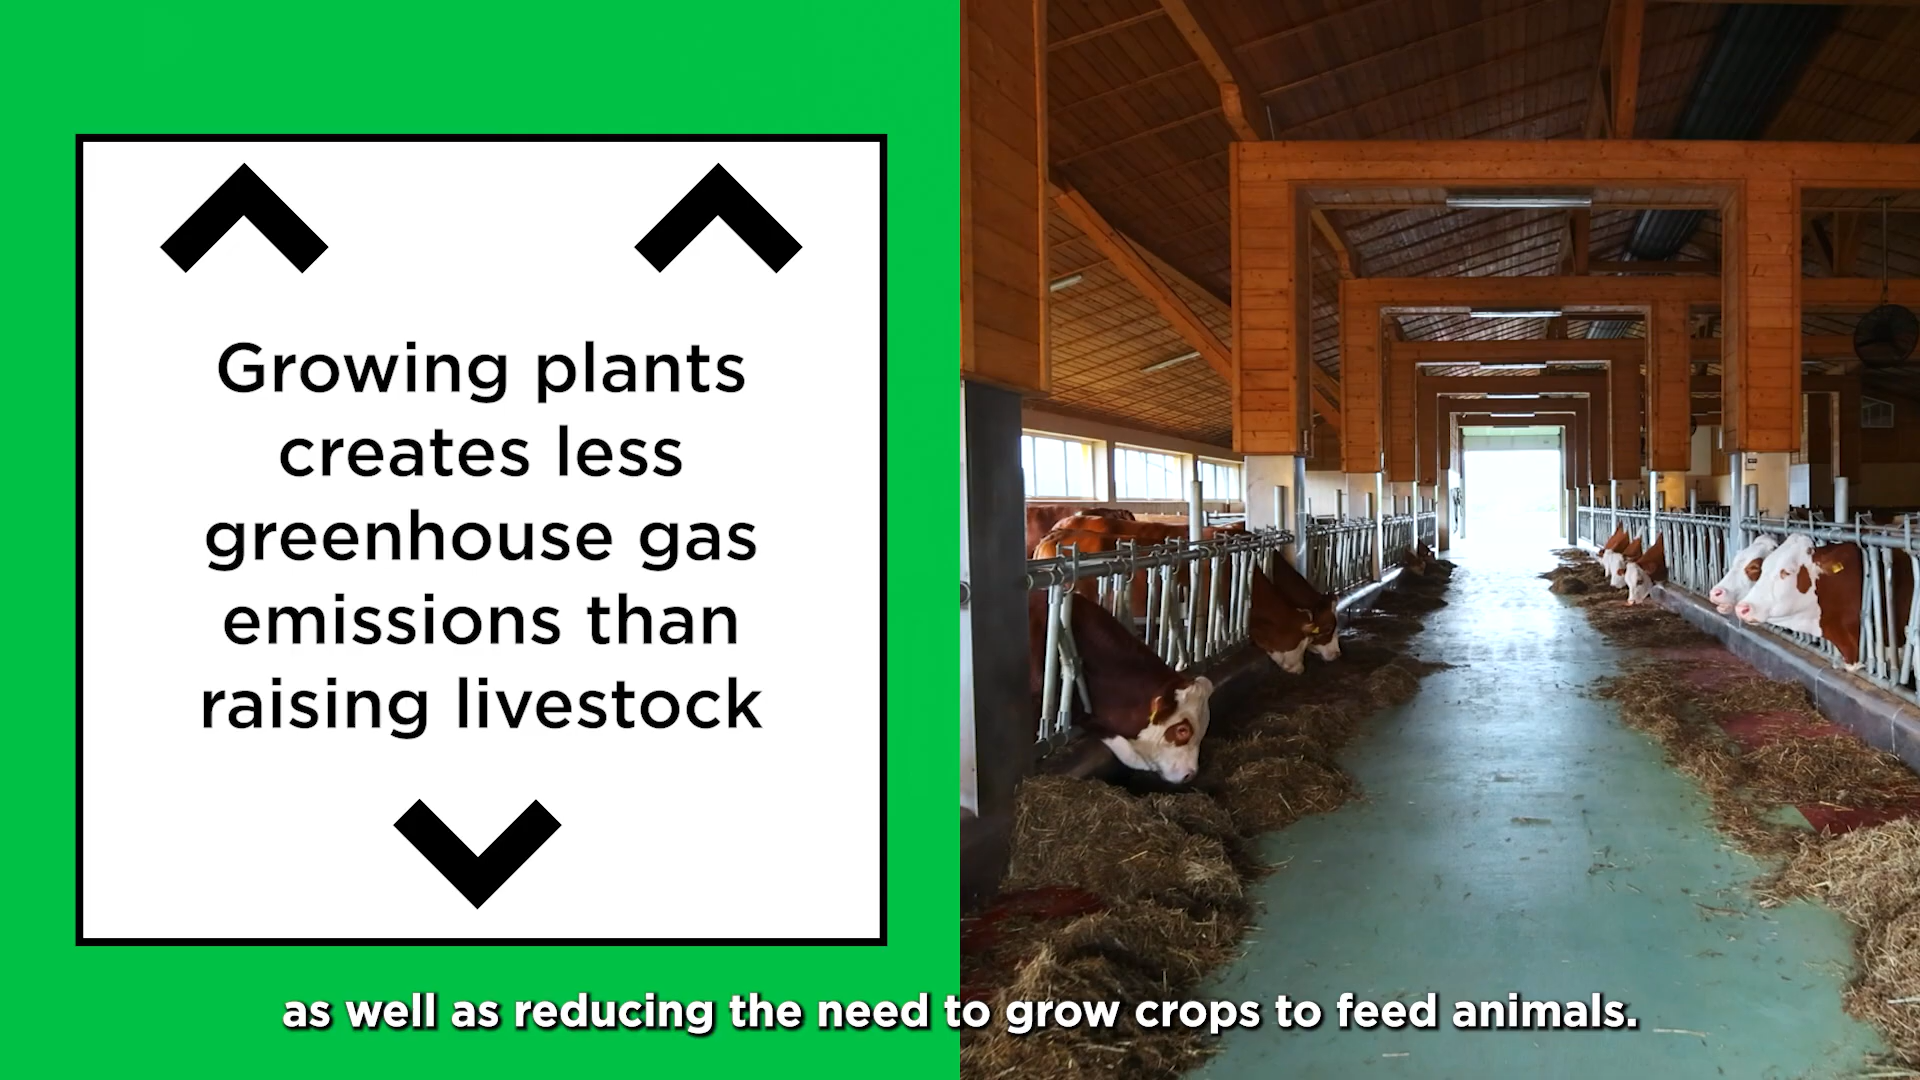 Growing plants
creates less
greenhouse gas
emissions than
raising livestock
as well as reducing the need to grow crops to feed animals.